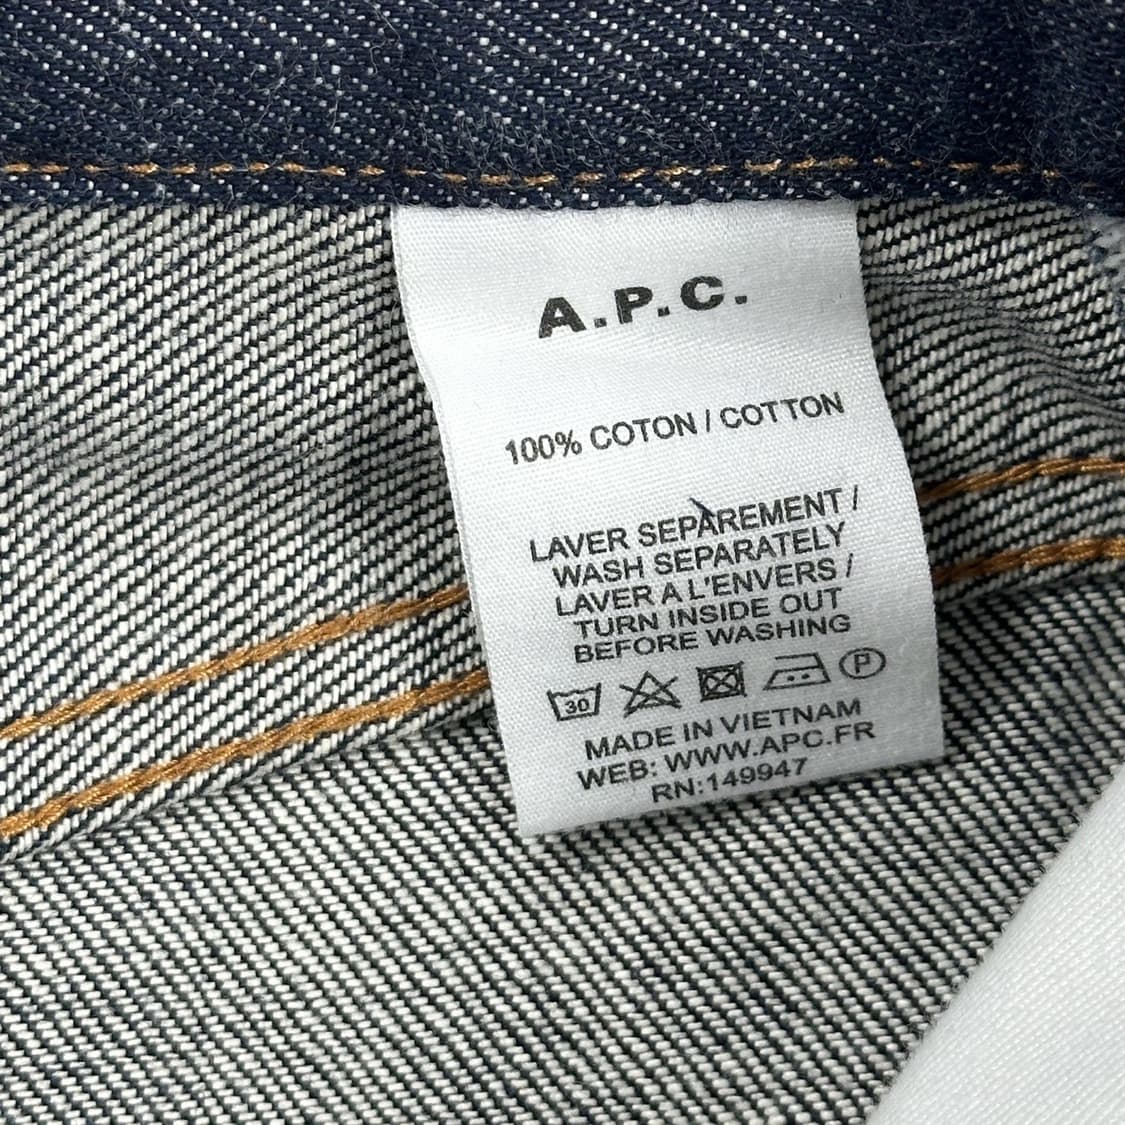 A.P.C.
100% COTON / COTTON
LAVER SEPAREMENT /
WASH SEPARATELY
LAVER A L'ENVERS /
TURN INSIDE OUT
BEFORE WASHING
30 P
MADE IN VIETNAM
WEB: WWW.APC.FR
RN:149947